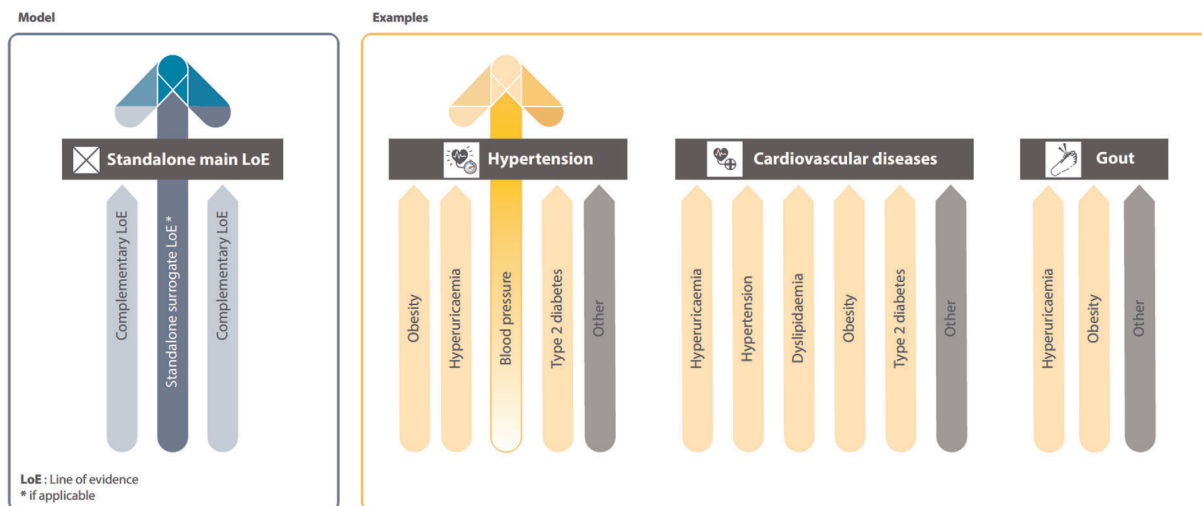 Model
Standalone main LoE
Complementary LoE
Standalone surrogate LoE *
Complementary LoE
LoE : Line of evidence
* if applicable
Examples
Hypertension
Obesity
Hyperuricaemia
Blood pressure
Type 2 diabetes
Other
Cardiovascular diseases
Hyperuricaemia
Hypertension
Dyslipidaemia
Obesity
Type 2 diabetes
Other
Gout
Hyperuricaemia
Obesity
Other